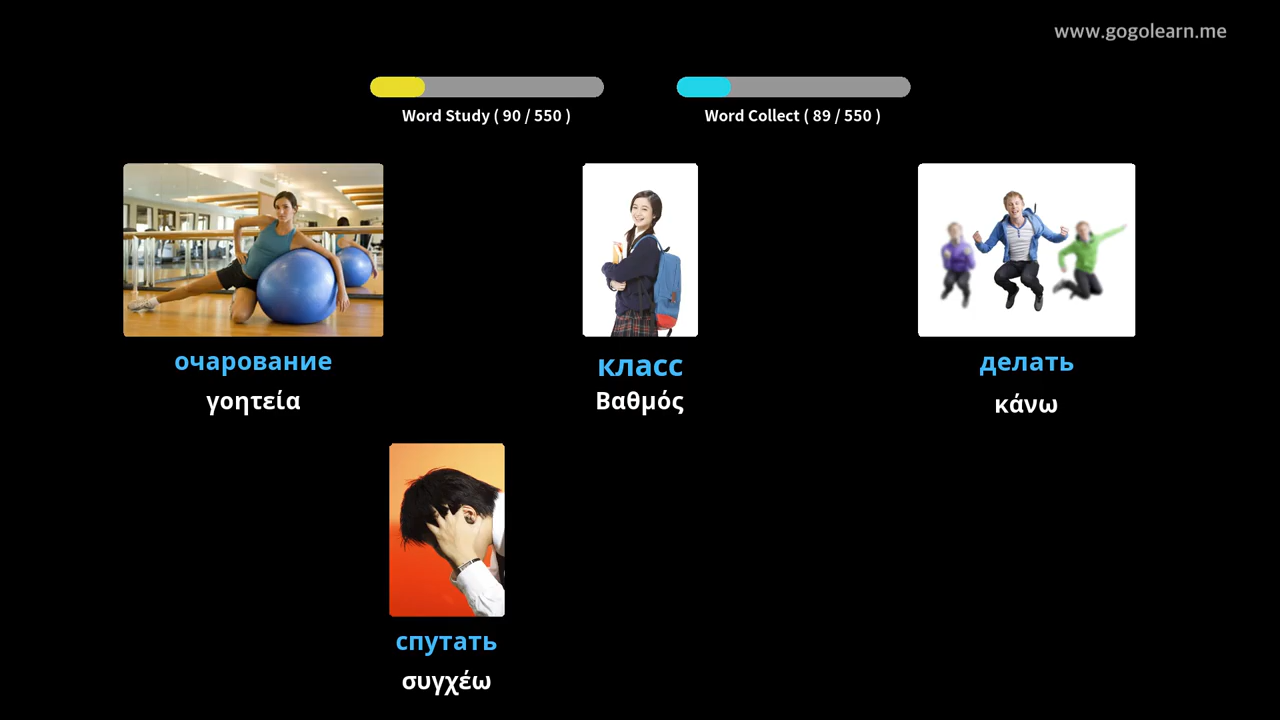 www.gogolearn.me
Word Study ( 90 / 550 )
Word Collect ( 89 / 550 )
очарование
γοητεία
класс
Βαθμός
делать
κάνω
спутать
συγχέω